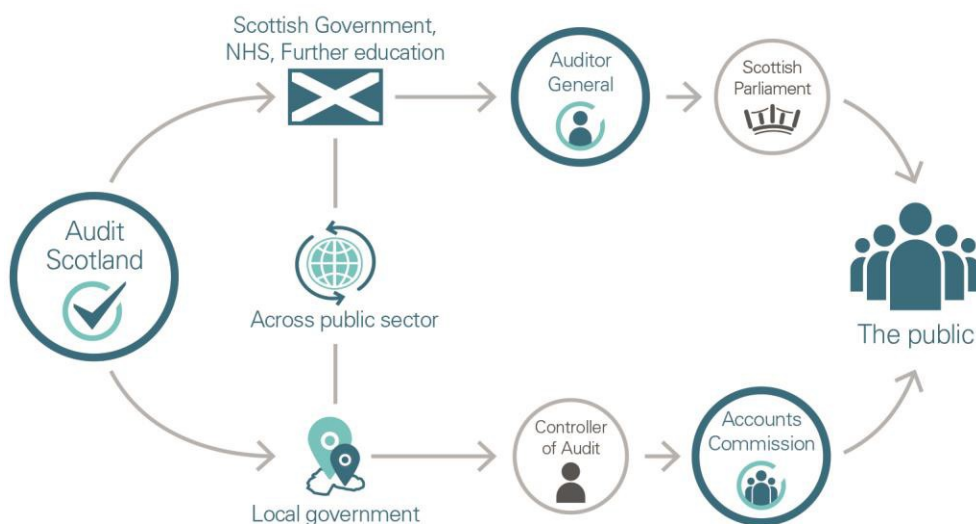 Scottish Government,
NHS, Further education
Auditor
General
Scottish
Parliament
Audit
Scotland
Across public sector
The public
Controller
of Audit
Accounts
Commission
Local government